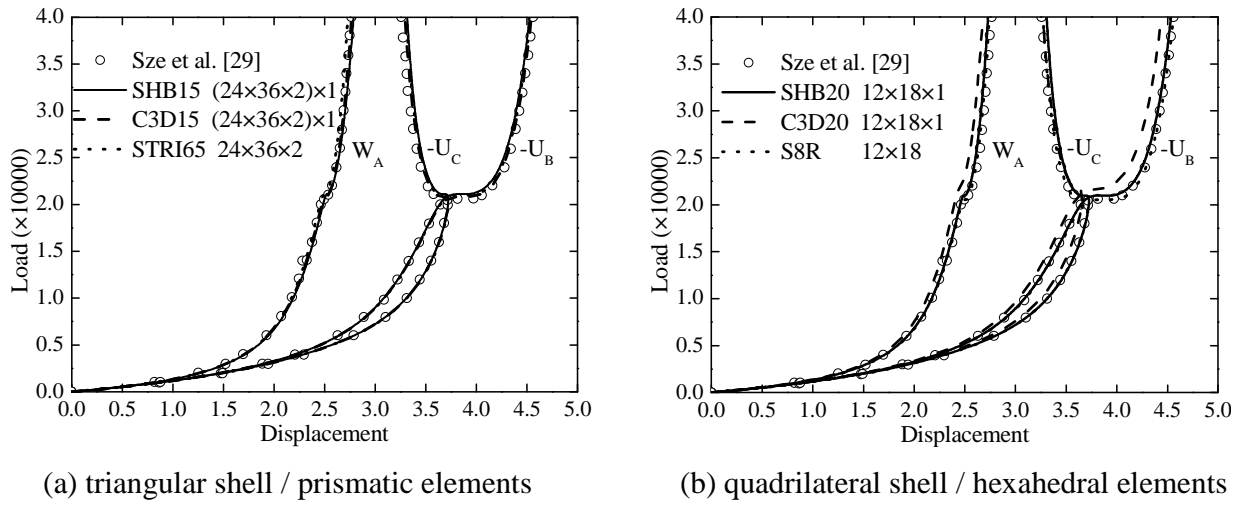 4.0
3.5
3.0
2.5
2.0
1.5
1.0
0.5
0.0
Load (×10000)
Sze et al. [29]
SHB15 (24×36×2)×1
C3D15 (24×36×2)×1
STRI65 24×36×2
W_A
-U_C
-U_B
0.0 0.5 1.0 1.5 2.0 2.5 3.0 3.5 4.0 4.5 5.0
Displacement
(a) triangular shell / prismatic elements
4.0
3.5
3.0
2.5
2.0
1.5
1.0
0.5
0.0
Load (×10000)
Sze et al. [29]
SHB20 12×18×1
C3D20 12×18×1
S8R 12×18
W_A
-U_C
-U_B
0.0 0.5 1.0 1.5 2.0 2.5 3.0 3.5 4.0 4.5 5.0
Displacement
(b) quadrilateral shell / hexahedral elements